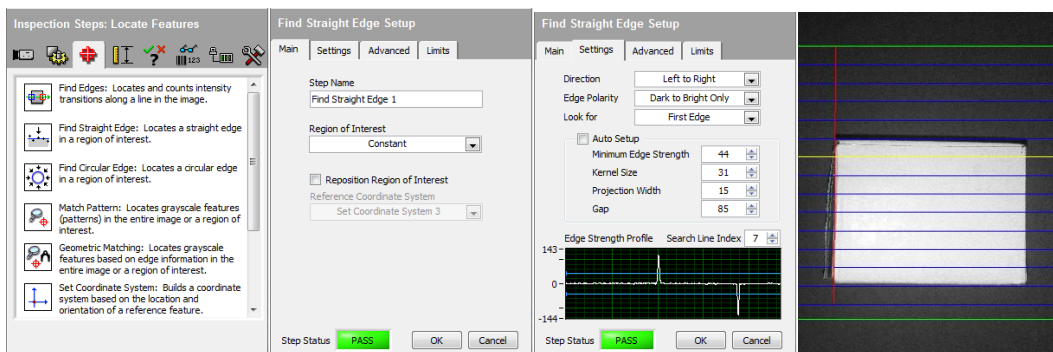 Inspection Steps: Locate Features
123
Find Edges: Locates and counts intensity
transitions along a line in the image.
Find Straight Edge: Locates a straight edge
in a region of interest.
Find Circular Edge: Locates a circular edge
in a region of interest.
Match Pattern: Locates grayscale features
(patterns) in the entire image or a region of
interest.
Geometric Matching: Locates grayscale
features based on edge information in the
entire image or a region of interest.
Set Coordinate System: Builds a coordinate
system based on the location and
orientation of a reference feature.
Find Straight Edge Setup
Main Settings Advanced Limits
Step Name
Find Straight Edge 1
Region of Interest
Constant
Reposition Region of Interest
Reference Coordinate System
Set Coordinate System 3
Step Status PASS OK Cancel
Find Straight Edge Setup
Main Settings Advanced Limits
Direction Left to Right
Edge Polarity Dark to Bright Only
Look for First Edge
Auto Setup
Minimum Edge Strength 44
Kernel Size 31
Projection Width 15
Gap 85
Edge Strength Profile Search Line Index 7
143
0
-144
Step Status PASS OK Cancel